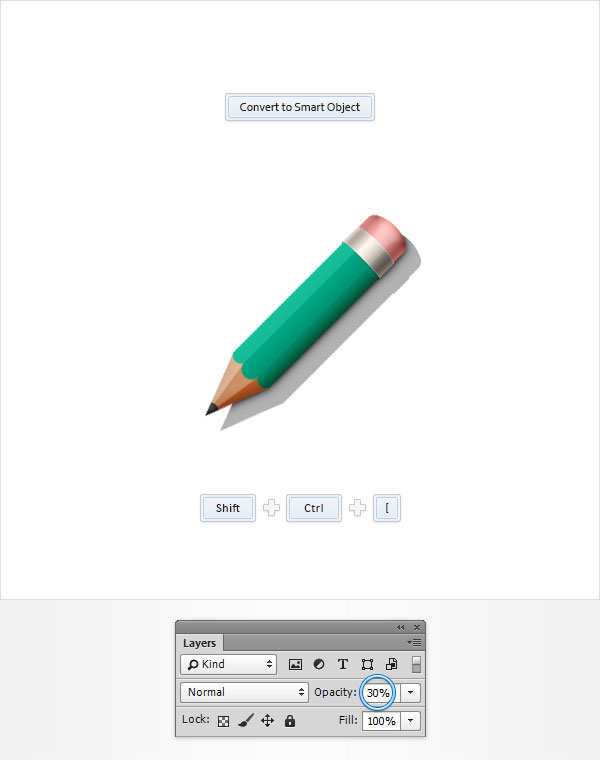 Convert to Smart Object
Shift + Ctrl + [
Layers
Kind T
Normal Opacity: 30%
Lock: Fill: 100%